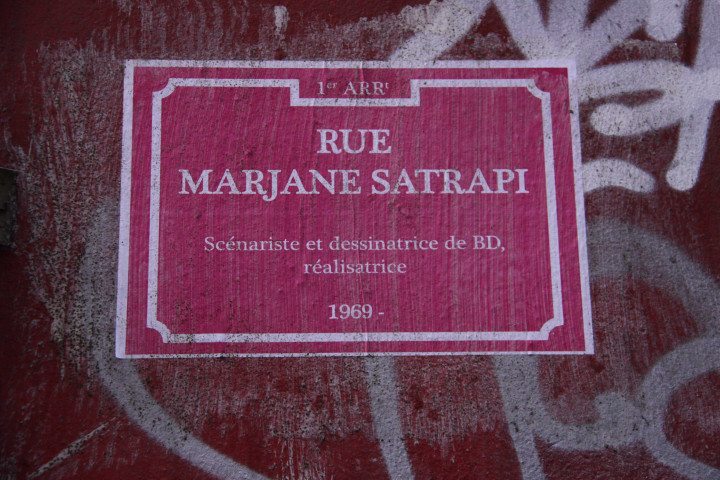 1er ARRt
RUE
MARJANE SATRAPI
Scénariste et dessinatrice de BD,
réalisatrice
1969 -